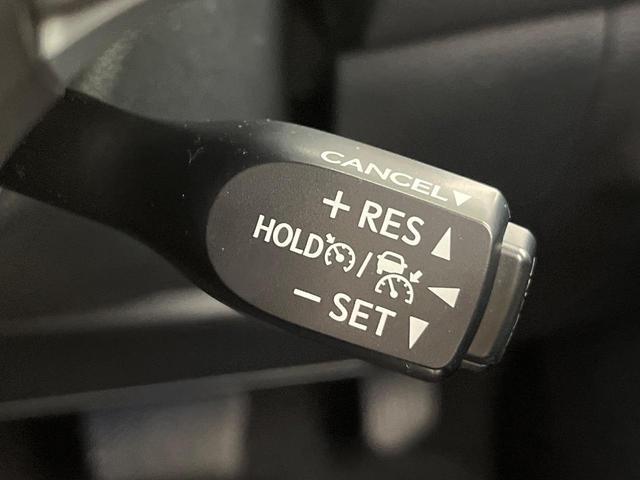 CANCEL▼
+ RES ▲
HOLD / ◀
− SET ▼